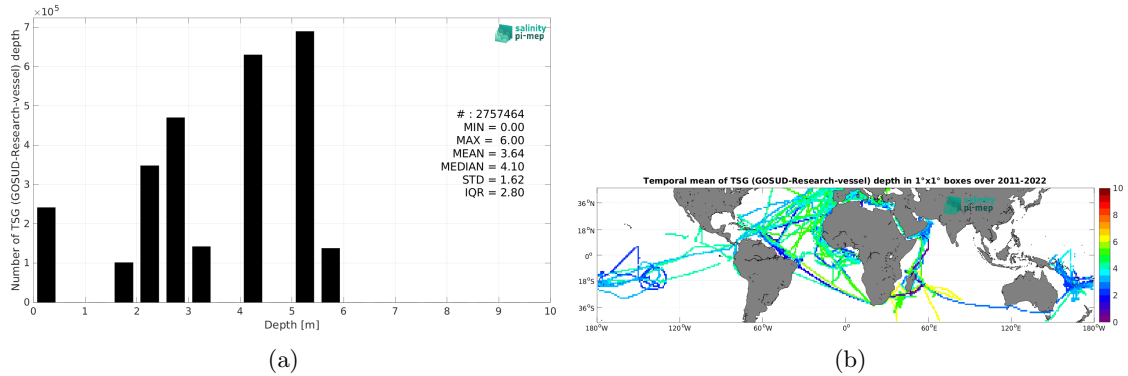 ×10⁵
7
6
5
4
3
2
1
0
Number of TSG (GOSUD-Research-vessel) depth
salinity
pi-mep
# : 2757464
MIN = 0.00
MAX = 6.00
MEAN = 3.64
MEDIAN = 4.10
STD = 1.62
IQR = 2.80
0 1 2 3 4 5 6 7 8 9 10
Depth [m]
(a)
Temporal mean of TSG (GOSUD-Research-vessel) depth in 1°x1° boxes over 2011-2022
salinity
pi-mep
36°N
18°N
0°
18°S
36°S
180°W 120°W 60°W 0° 60°E 120°E 180°W
10
8
6
4
2
0
(b)